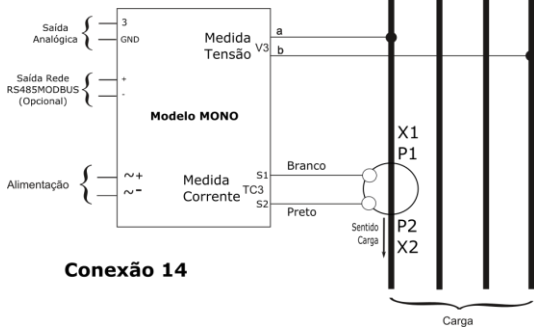 Saída
Analógica
3
GND
Medida
Tensão
V3
a
b
Saída Rede
RS485MODBUS
(Opcional)
+
-
Modelo MONO
Alimentação
~+
~-
Medida
Corrente
TC3
S1
S2
Branco
Preto
X1
P1
P2
X2
Sentido
Carga
Conexão 14
Carga